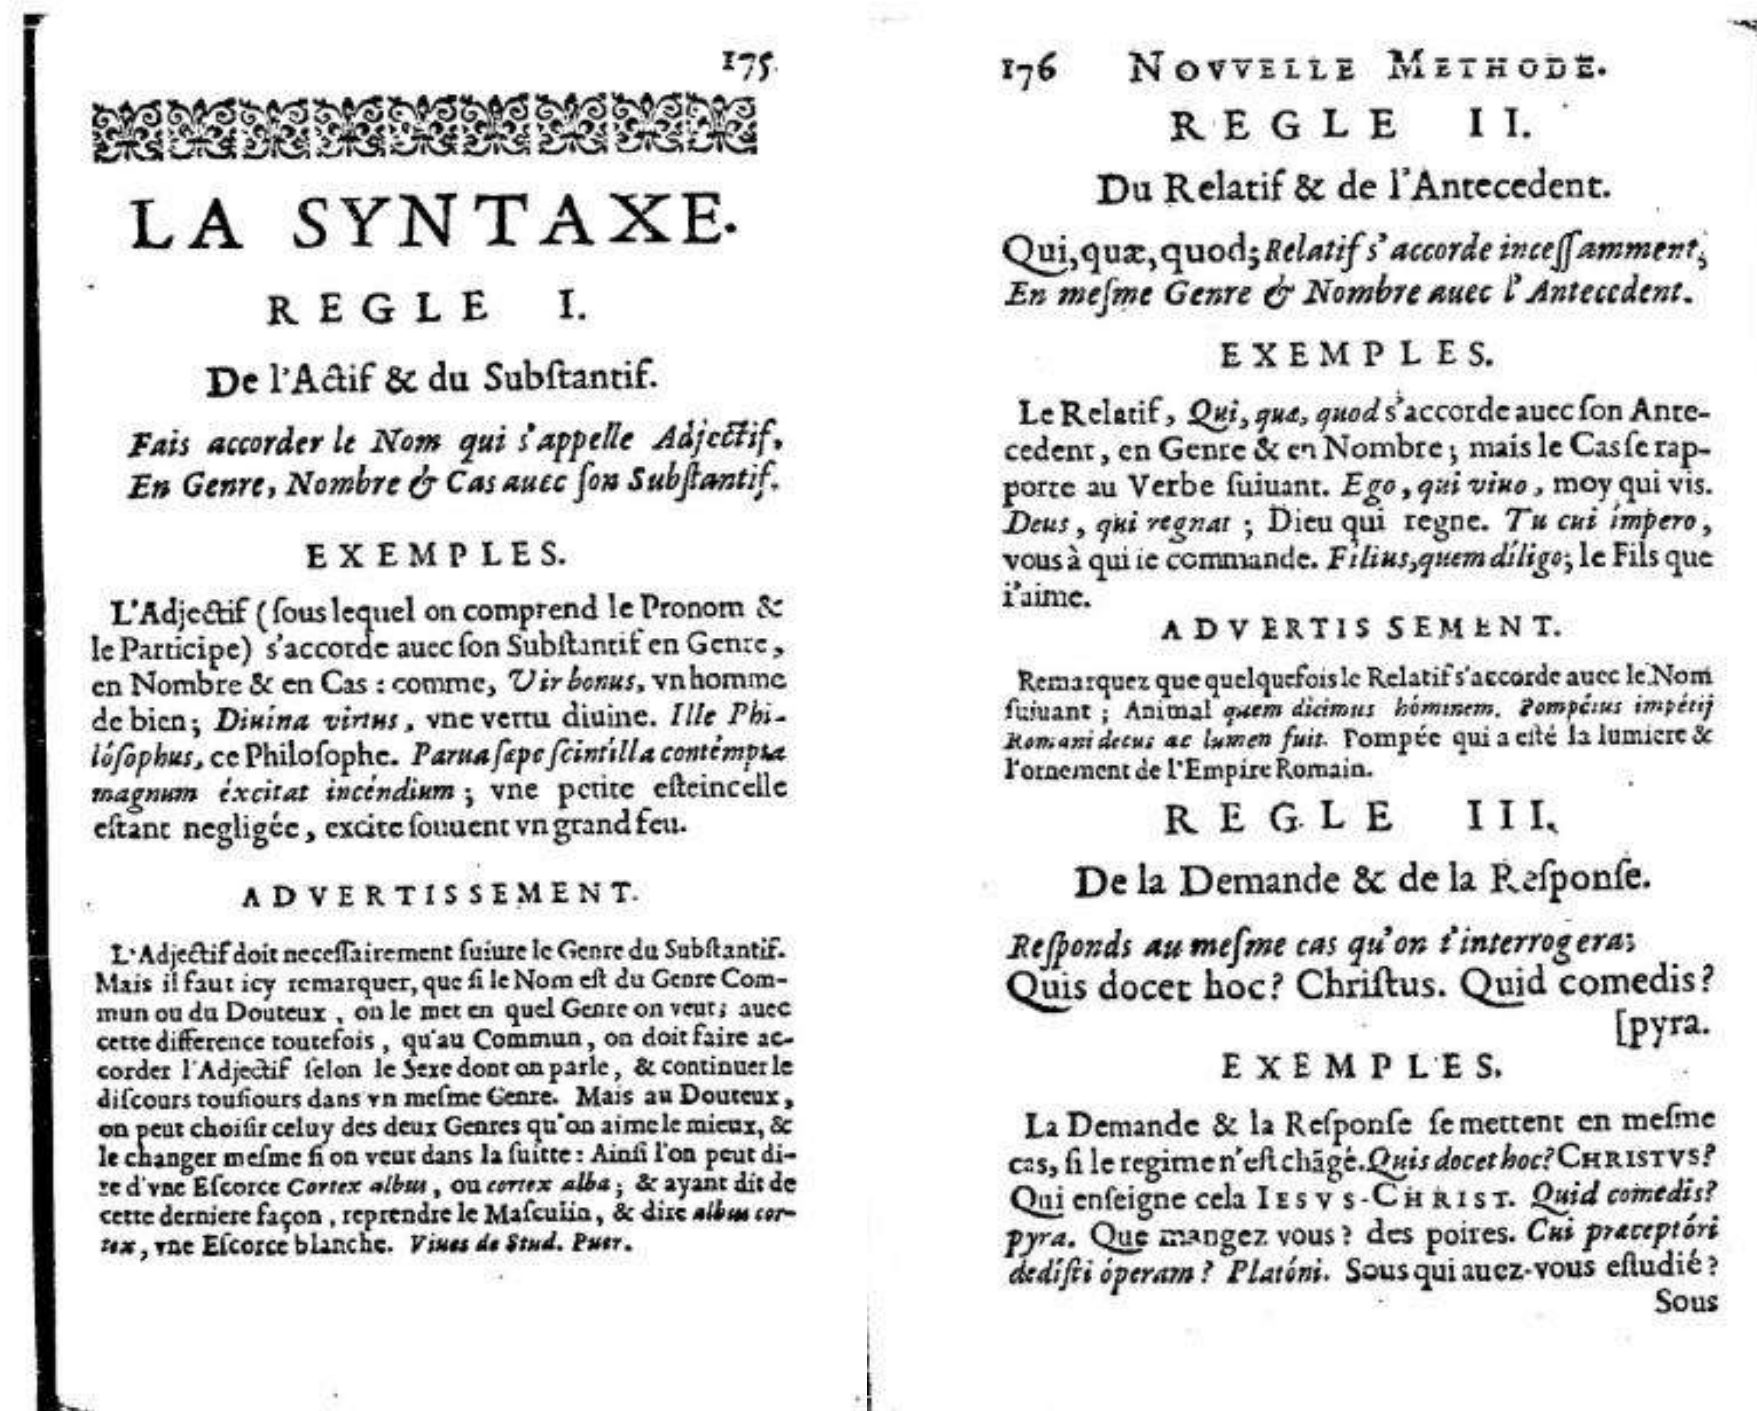 175.
LA SYNTAXE.
REGLE I.
De l'Actif & du Subſtantif.
Fais accorder le Nom qui s'appelle Adjectif,
En Genre, Nombre & Cas auec ſon Subſtantif.
EXEMPLES.
L'Adjectif (ſous lequel on comprend le Pronom &
le Participe) s'accorde auec ſon Subſtantif en Genre,
en Nombre & en Cas : comme, Vir bonus, vn homme
de bien; Diuína virtus, vne vertu diuine. Ille Phi-
lóſophus, ce Philoſophe. Parua ſæpe ſcintílla contémpta
magnum éxcitat incéndium ; vne petite eſteincelle
eſtant negligée, excite ſouuent vn grand feu.
ADVERTISSEMENT.
L'Adjectif doit neceſſairement ſuiure le Genre du Subſtantif.
Mais il faut icy remarquer, que ſi le Nom eſt du Genre Com-
mun ou du Douteux, on le met en quel Genre on veut; auec
cette difference toutefois, qu'au Commun, on doit faire ac-
corder l'Adjectif ſelon le Sexe dont on parle, & continuer le
diſcours touſiours dans vn meſme Genre. Mais au Douteux,
on peut choiſir celuy des deux Genres qu'on aime le mieux, &
le changer meſme ſi on veut dans la ſuitte : Ainſi l'on peut di-
re d'vne Eſcorce Cortex albus, ou cortex alba; & ayant dit de
cette derniere façon, reprendre le Maſculin, & dire albus cor-
tex, vne Eſcorce blanche. Viues de Stud. Puer.
176 NOVVELLE METHODE.
REGLE II.
Du Relatif & de l'Antecedent.
Qui, quæ, quod; Relatif s'accorde inceſſamment,
En meſme Genre & Nombre auec l'Antecedent.
EXEMPLES.
Le Relatif, Qui, quæ, quod s'accorde auec ſon Ante-
cedent, en Genre & en Nombre; mais le Cas ſe rap-
porte au Verbe ſuiuant. Ego, qui viuo, moy qui vis.
Deus, qui regnat ; Dieu qui regne. Tu cui ímpero,
vous à qui ie commande. Fílius, quem díligo; le Fils que
i'aime.
ADVERTISSEMENT.
Remarquez que quelquefois le Relatif s'accorde auec le Nom
ſuiuant ; Animal quem dicimus hóminem. Pompéius impérij
Romani decus ac lumen fuit. Pompée qui a eſté la lumiere &
l'ornement de l'Empire Romain.
REGLE III.
De la Demande & de la Reſponſe.
Reſponds au meſme cas qu'on t'interrogera;
Quis docet hoc? Chriſtus. Quid comedis?
[pyra.
EXEMPLES.
La Demande & la Reſponſe ſe mettent en meſme
cas, ſi le regime n'eſt chãgé. Quis docet hoc? CHRISTVS?
Qui enſeigne cela IESVS-CHRIST. Quid comedis?
pyra. Que mangez vous? des poires. Cui præceptóri
dedíſti óperam? Platóni. Sous qui auez-vous eſtudié?
Sous